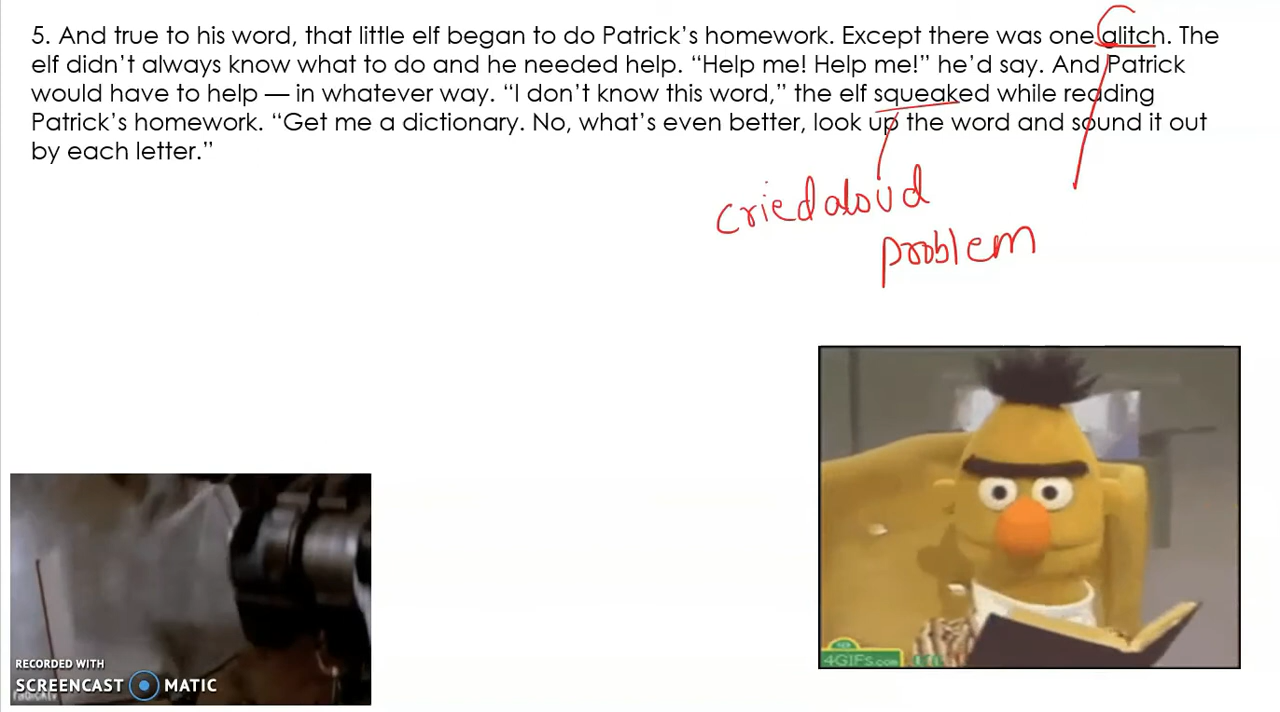 5. And true to his word, that little elf began to do Patrick’s homework. Except there was one glitch. The
elf didn’t always know what to do and he needed help. “Help me! Help me!” he’d say. And Patrick
would have to help — in whatever way. “I don’t know this word,” the elf squeaked while reading
Patrick’s homework. “Get me a dictionary. No, what’s even better, look up the word and sound it out
by each letter.”
cried aloud
problem
4GIFs.com
RECORDED WITH
SCREENCAST MATIC